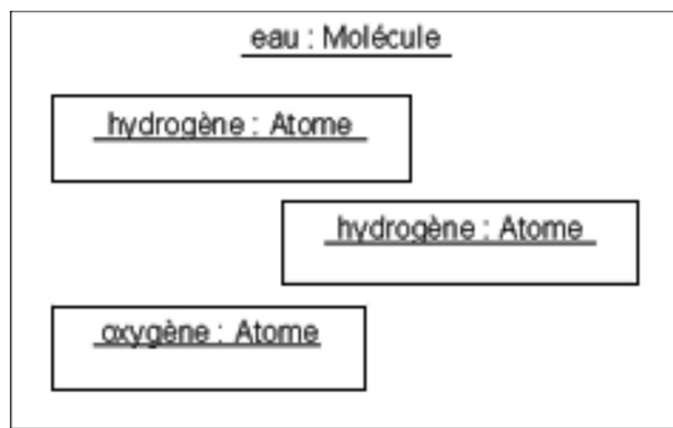 eau : Molécule
hydrogène : Atome
hydrogène : Atome
oxygène : Atome